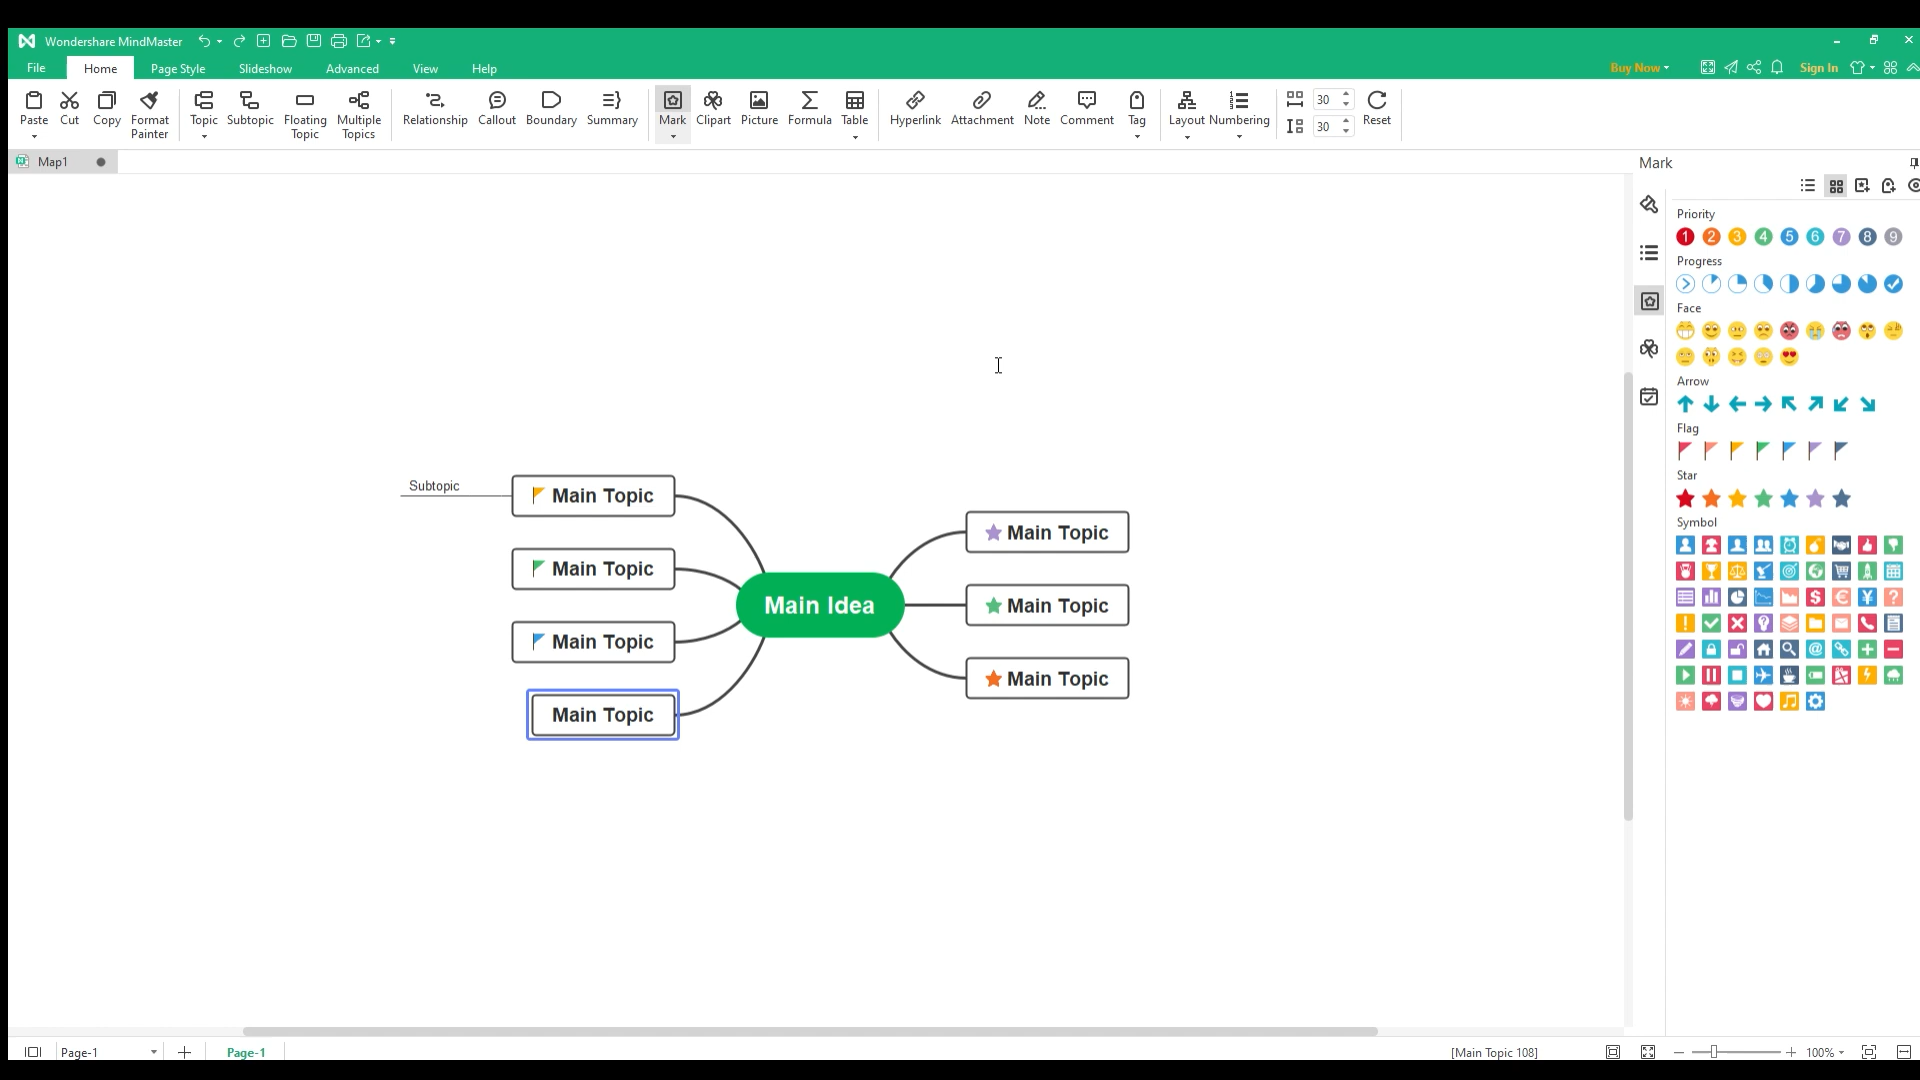 Wondershare MindMaster
File Home Page Style Slideshow Advanced View Help Buy Now Sign In
Paste Cut Copy Format Painter Topic Subtopic Floating Topic Multiple Topics Relationship Callout Boundary Summary Mark Clipart Picture Formula Table Hyperlink Attachment Note Comment Tag Layout Numbering 30 30 Reset
Map1
Mark
Priority
1 2 3 4 5 6 7 8 9
Progress
Face
Arrow
Flag
Star
Symbol
Subtopic
Main Topic
Main Topic
Main Topic
Main Topic
Main Idea
Main Topic
Main Topic
Main Topic
Page-1 Page-1 [Main Topic 108] 100%